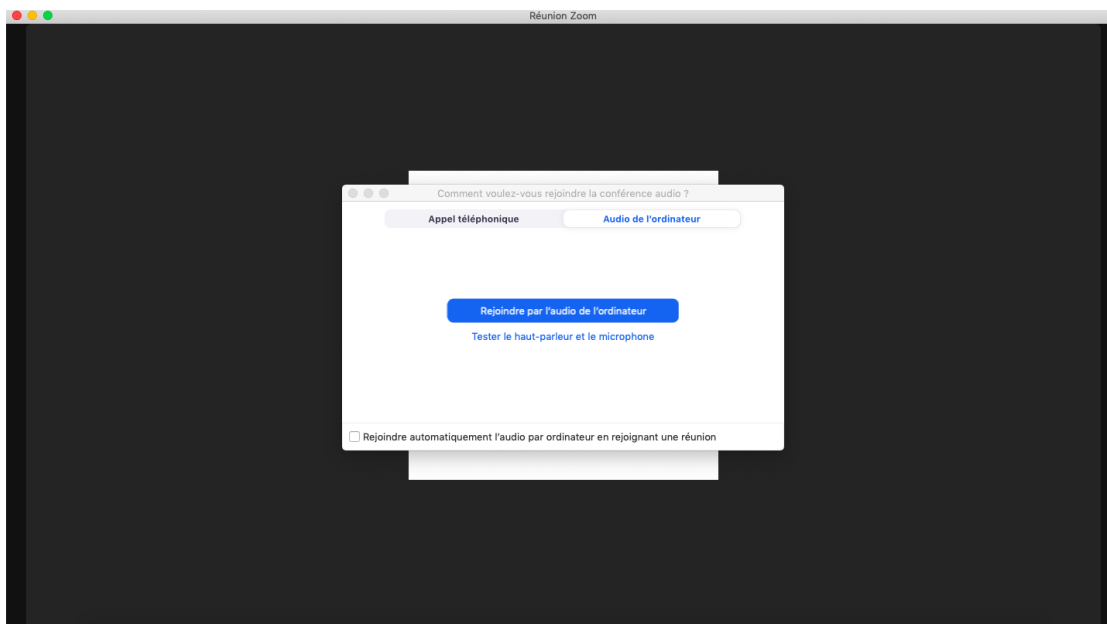 Réunion Zoom
Comment voulez-vous rejoindre la conférence audio ?
Appel téléphonique Audio de l'ordinateur
Rejoindre par l'audio de l'ordinateur
Tester le haut-parleur et le microphone
Rejoindre automatiquement l'audio par ordinateur en rejoignant une réunion